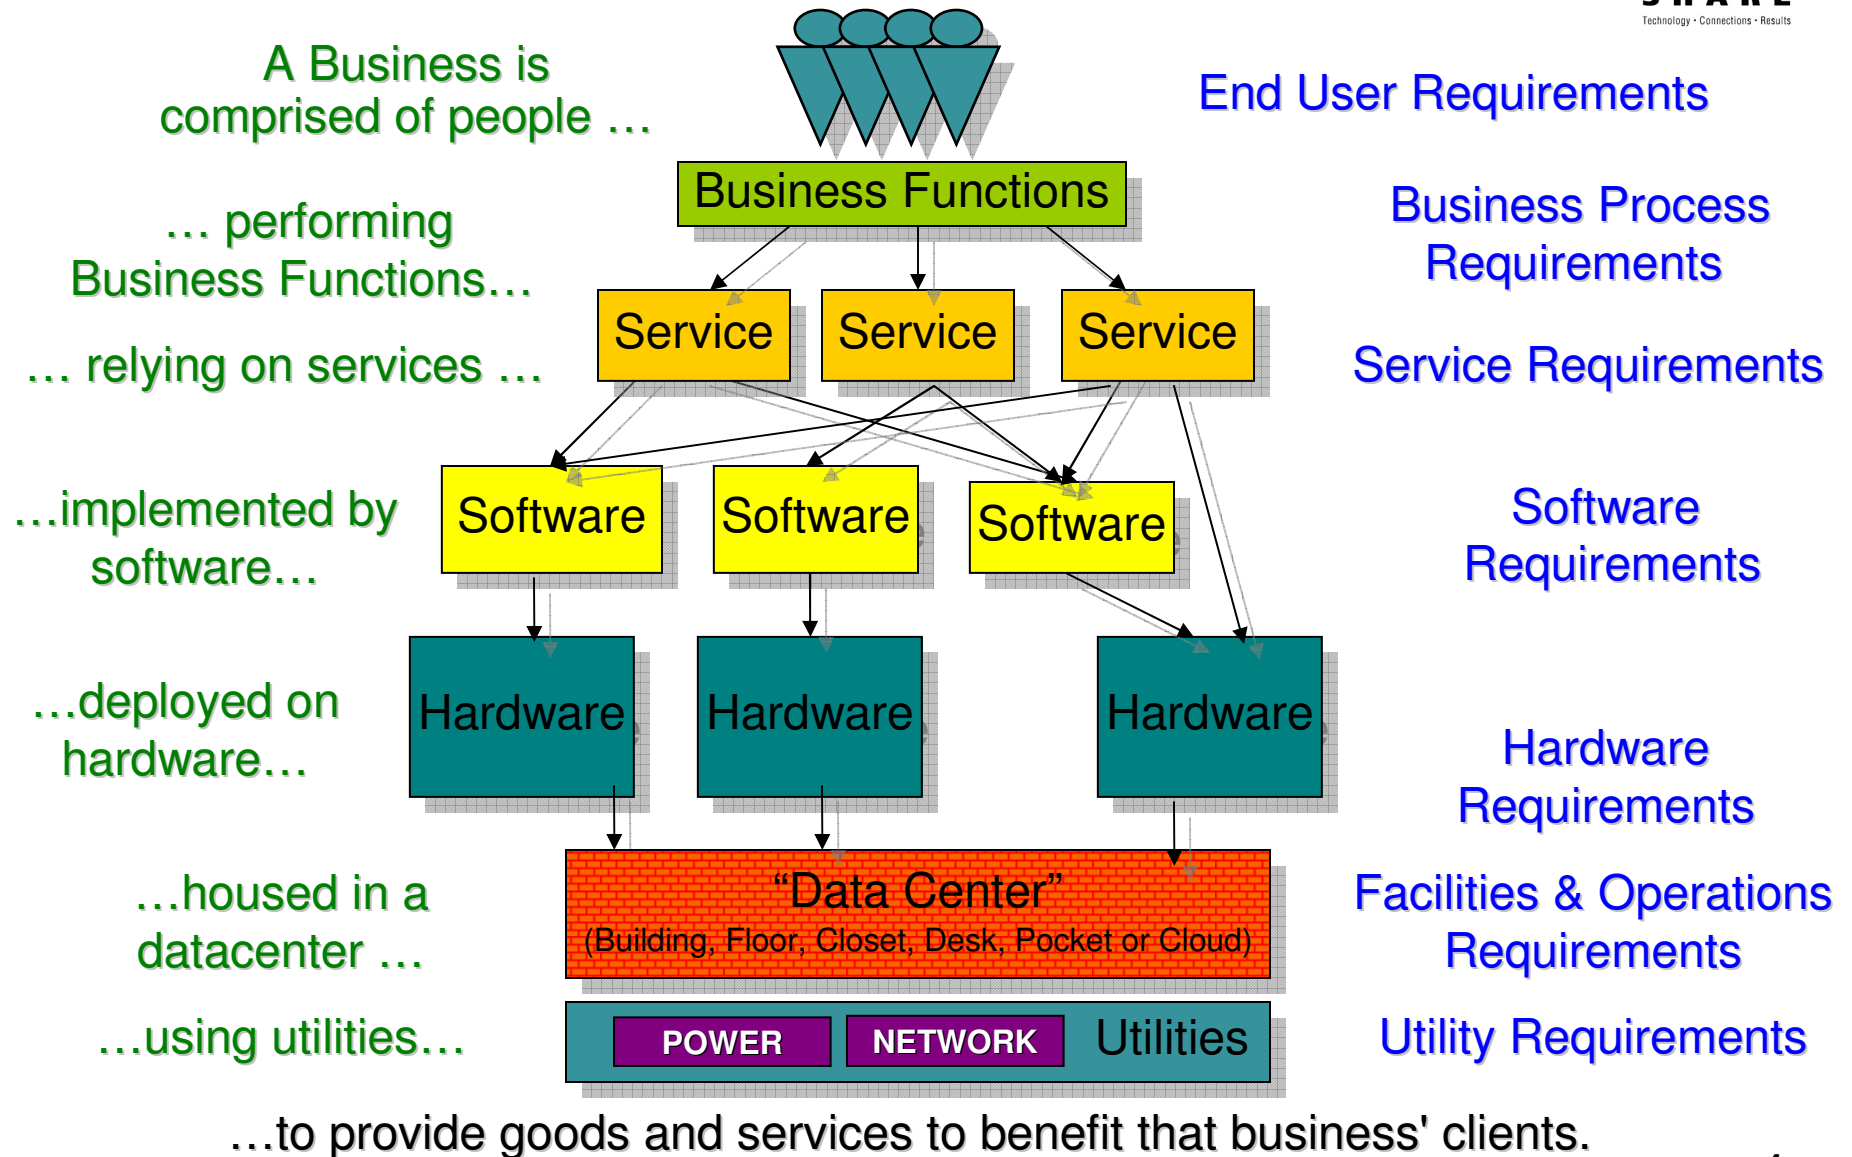 Technology • Connections • Results
A Business is
comprised of people …
End User Requirements
Business Functions
… performing
Business Functions…
Business Process
Requirements
Service Service Service
… relying on services …
Service Requirements
Software Software Software
…implemented by
software…
Software
Requirements
Hardware Hardware Hardware
…deployed on
hardware…
Hardware
Requirements
…housed in a
datacenter …
“Data Center”
(Building, Floor, Closet, Desk, Pocket or Cloud)
Facilities & Operations
Requirements
…using utilities…
POWER NETWORK Utilities
Utility Requirements
…to provide goods and services to benefit that business' clients.